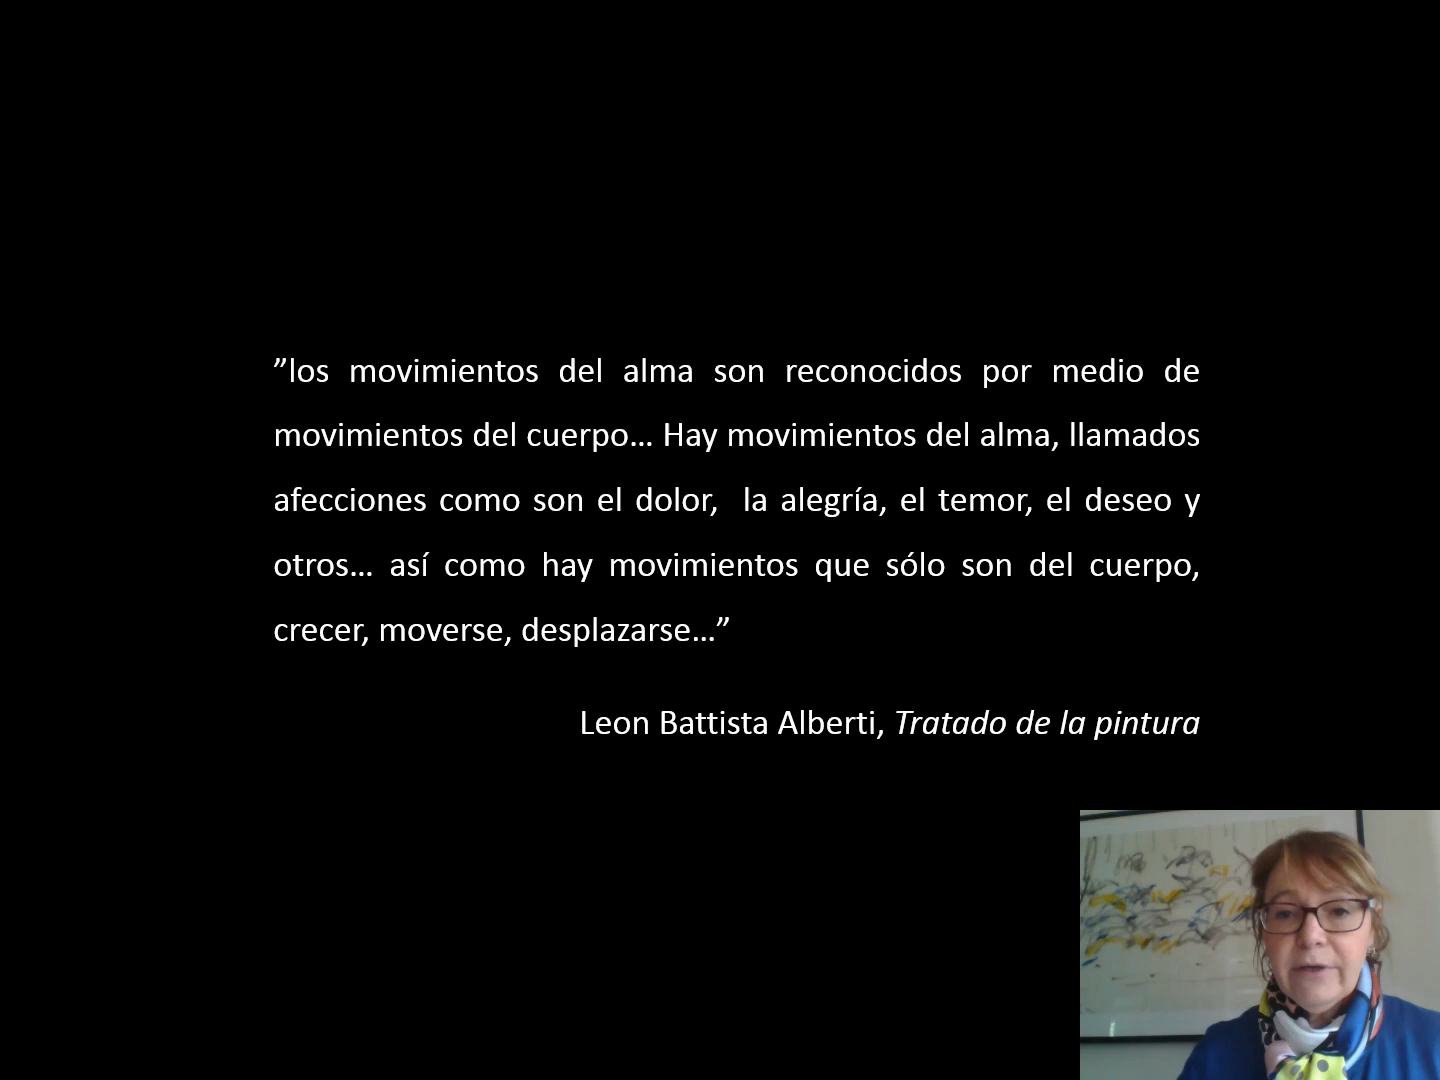 ”los movimientos del alma son reconocidos por medio de
movimientos del cuerpo… Hay movimientos del alma, llamados
afecciones como son el dolor,  la alegría, el temor, el deseo y
otros… así como hay movimientos que sólo son del cuerpo,
crecer, moverse, desplazarse…”
Leon Battista Alberti, Tratado de la pintura